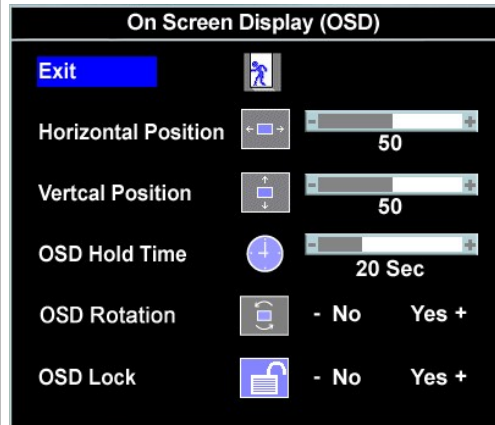 On Screen Display (OSD)
Exit
Horizontal Position - +
50
Vertcal Position - +
50
OSD Hold Time - +
20 Sec
OSD Rotation - No Yes +
OSD Lock - No Yes +